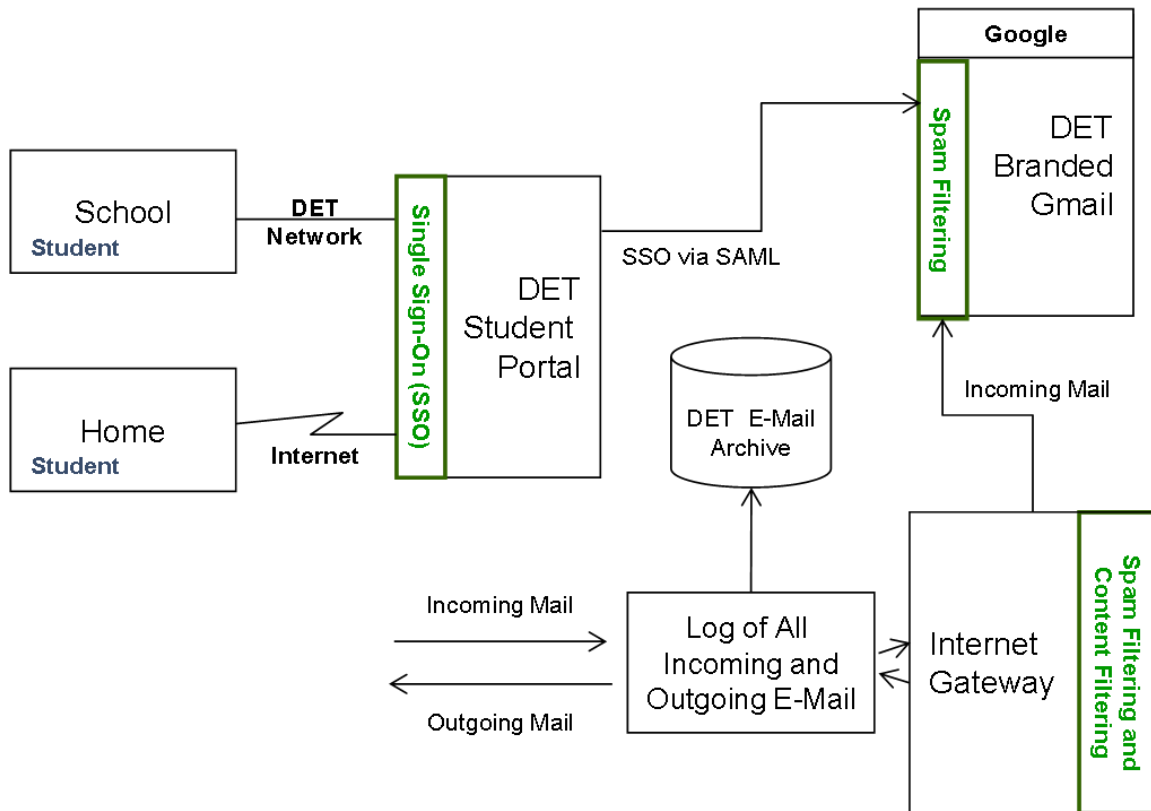 Google
Spam Filtering
DET
Branded
Gmail
School
Student
DET
Network
Single Sign-On (SSO)
DET
Student
Portal
SSO via SAML
Home
Student
Internet
DET E-Mail
Archive
Incoming Mail
Incoming Mail
Outgoing Mail
Log of All
Incoming and
Outgoing E-Mail
Internet
Gateway
Spam Filtering and
Content Filtering